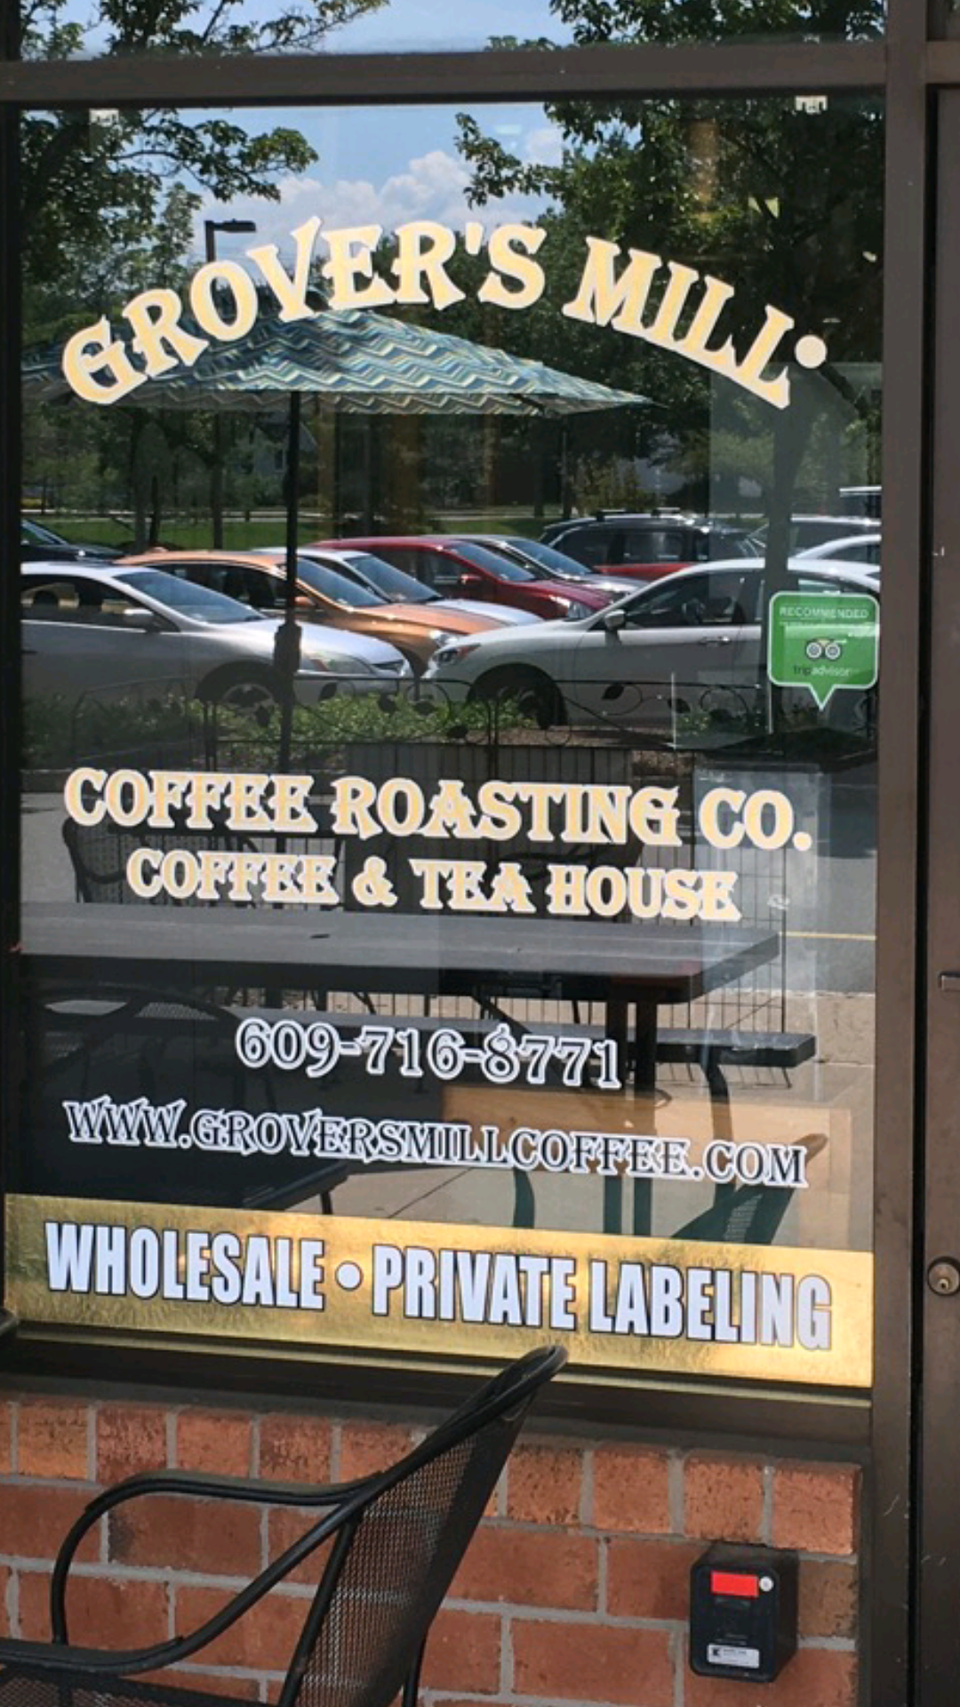 GROVER'S MILL
RECOMMENDED
tripadvisor
COFFEE ROASTING CO.
COFFEE & TEA HOUSE
609-716-8771
WWW.GROVERSMILLCOFFEE.COM
WHOLESALE • PRIVATE LABELING